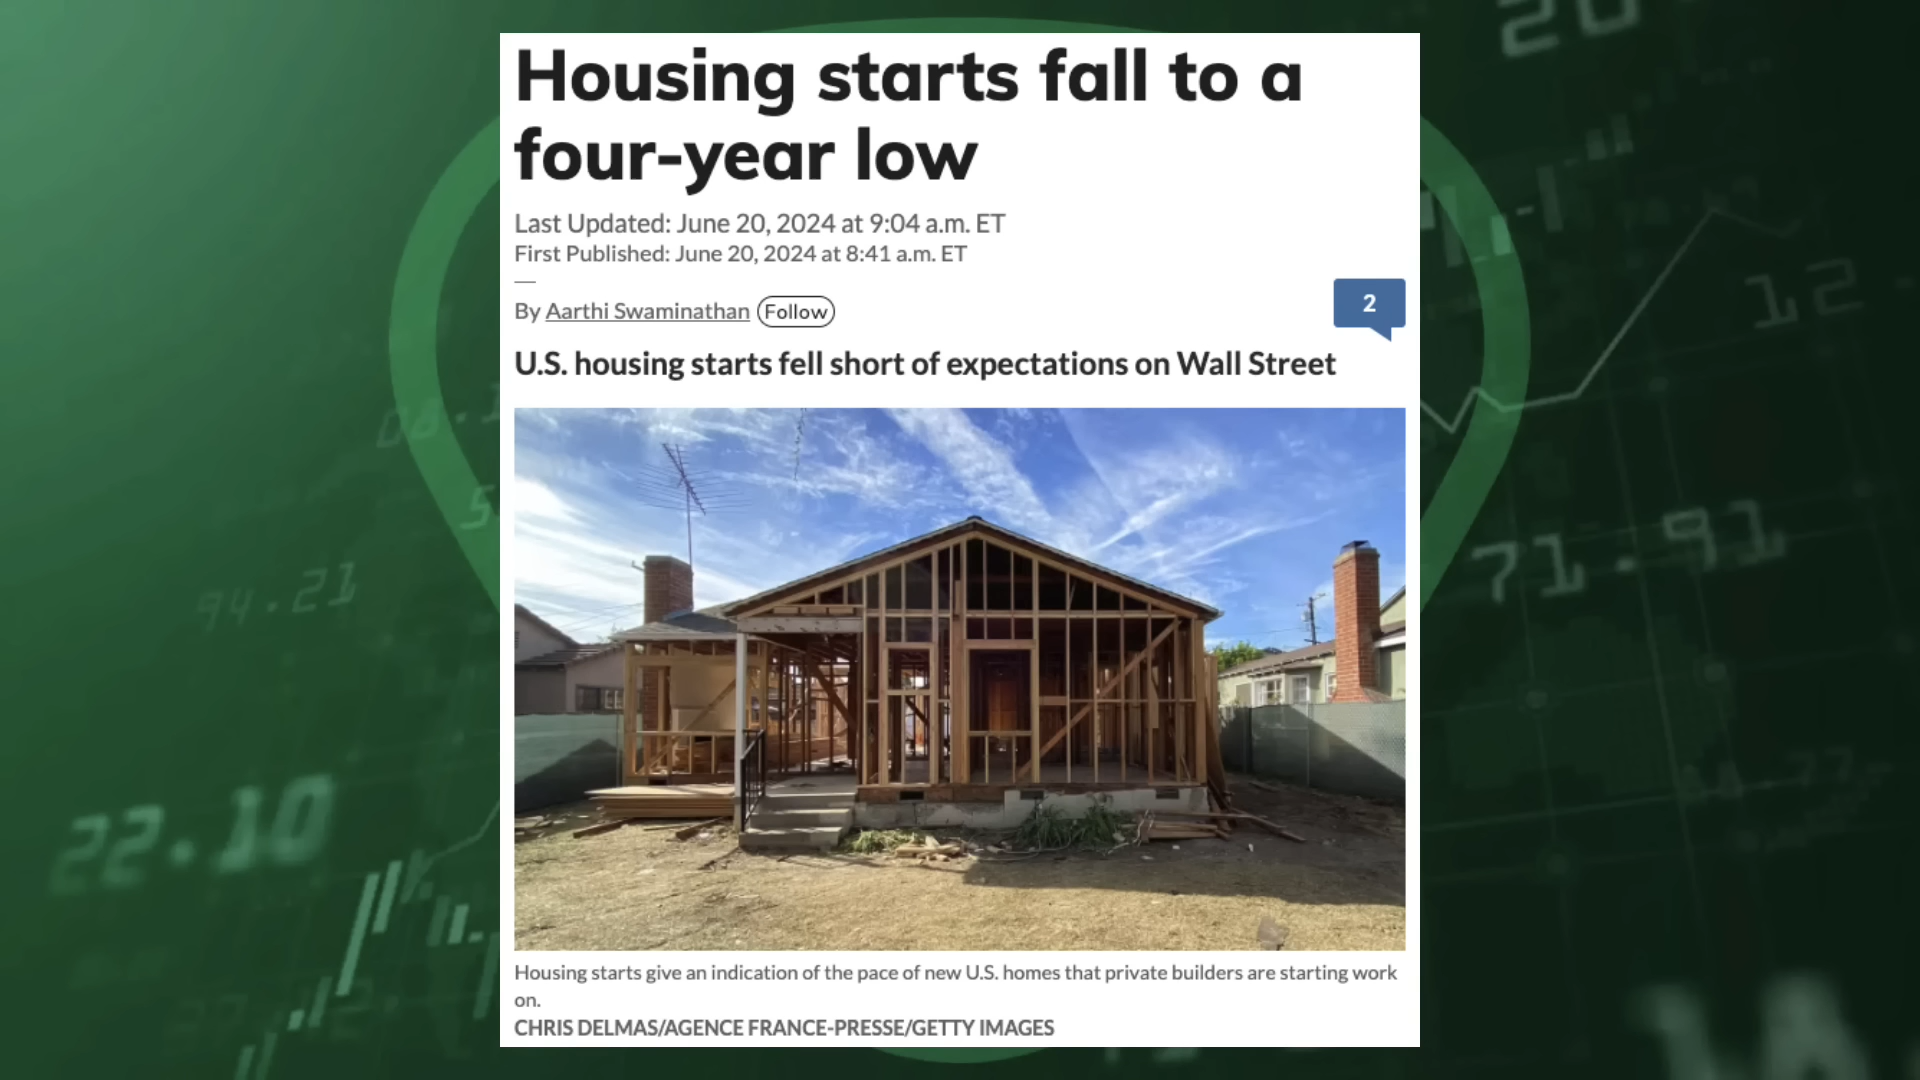 Housing starts fall to a
four-year low
Last Updated: June 20, 2024 at 9:04 a.m. ET
First Published: June 20, 2024 at 8:41 a.m. ET
By Aarthi Swaminathan Follow
2
U.S. housing starts fell short of expectations on Wall Street
Housing starts give an indication of the pace of new U.S. homes that private builders are starting work
on.
CHRIS DELMAS/AGENCE FRANCE-PRESSE/GETTY IMAGES
20
12
71.91
94.21
22.10